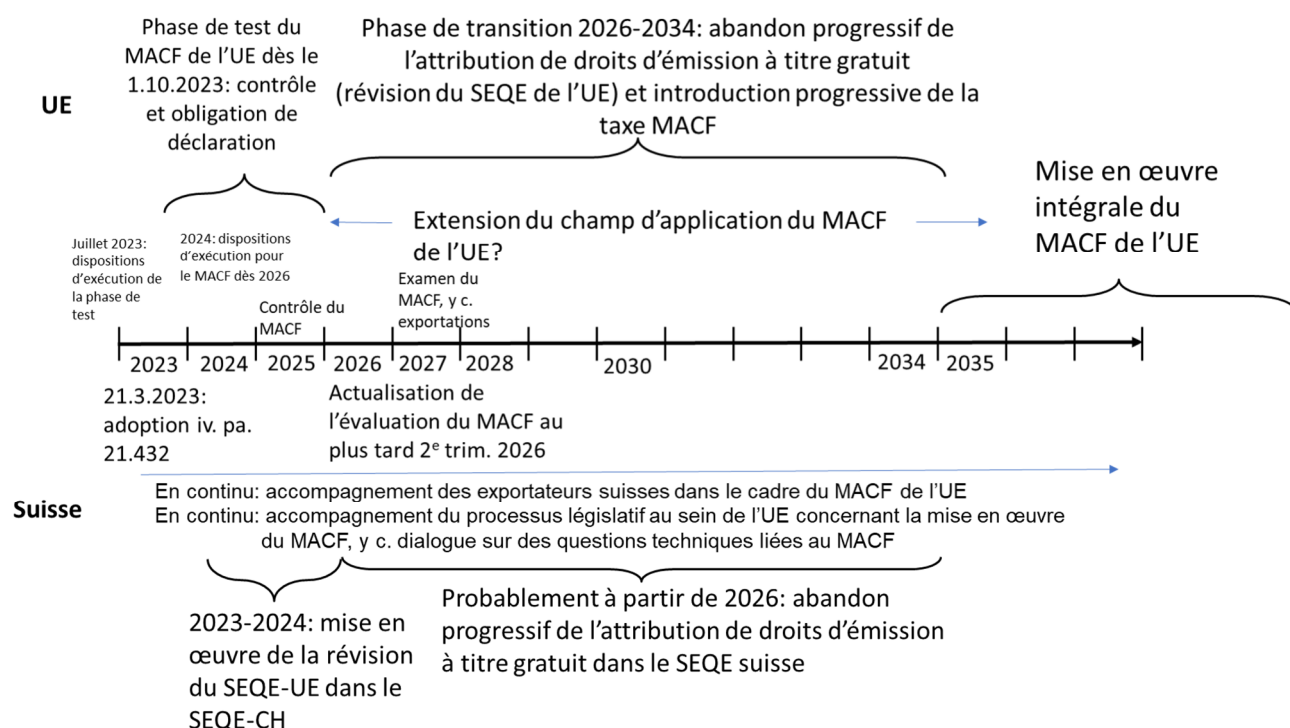 Phase de test du
MACF de l’UE dès le
1.10.2023: contrôle
et obligation de
déclaration
Phase de transition 2026-2034: abandon progressif de
l’attribution de droits d’émission à titre gratuit
(révision du SEQE de l’UE) et introduction progressive de la
taxe MACF
UE
Mise en œuvre
intégrale du
MACF de l’UE
Extension du champ d’application du MACF
de l’UE?
Juillet 2023:
dispositions
d’exécution de
la phase de
test
2024: dispositions
d’exécution pour
le MACF dès 2026
Contrôle du
MACF
Examen du
MACF, y c.
exportations
2023 2024 2025 2026 2027 2028 2030 2034 2035
21.3.2023:
adoption iv. pa.
21.432
Actualisation de
l’évaluation du MACF au
plus tard 2e trim. 2026
Suisse
En continu: accompagnement des exportateurs suisses dans le cadre du MACF de l’UE
En continu: accompagnement du processus législatif au sein de l’UE concernant la mise en œuvre
du MACF, y c. dialogue sur des questions techniques liées au MACF
2023-2024: mise en
œuvre de la révision
du SEQE-UE dans le
SEQE-CH
Probablement à partir de 2026: abandon
progressif de l’attribution de droits d’émission
à titre gratuit dans le SEQE suisse